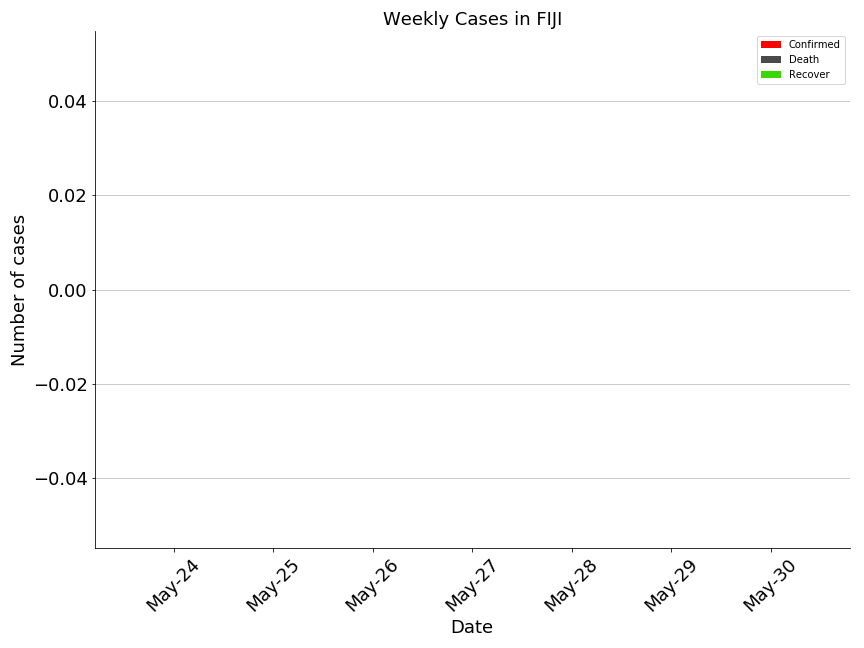 Weekly Cases in FIJI
Confirmed
Death
Recover
0.04
0.02
0.00
−0.02
−0.04
Number of cases
May-24
May-25
May-26
May-27
May-28
May-29
May-30
Date